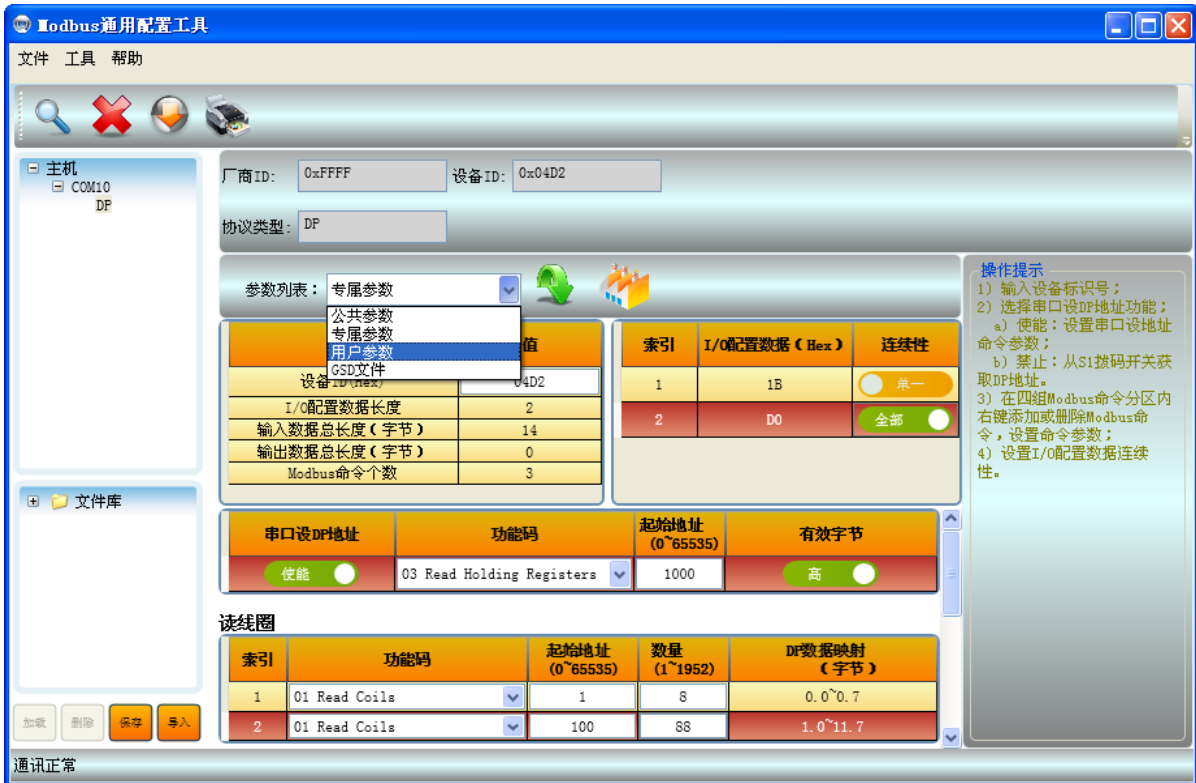 Modbus通用配置工具
文件 工具 帮助
主机
COM10
DP
厂商ID: 0xFFFF 设备ID: 0x04D2
协议类型: DP
参数列表: 专属参数
公共参数
专属参数
用户参数
GSD文件
值
设备ID(Hex) 04D2
I/O配置数据长度 2
输入数据总长度(字节) 14
输出数据总长度(字节) 0
Modbus命令个数 3
索引 I/O配置数据(Hex) 连续性
1 1B 单一
2 D0 全部
操作提示
1) 输入设备标识号;
2) 选择串口设DP地址功能;
a) 使能:设置串口设地址
命令参数;
b) 禁止:从S1拨码开关获
取DP地址。
3) 在四组Modbus命令分区内
右键添加或删除Modbus命
令,设置命令参数;
4) 设置I/O配置数据连续
性。
文件库
串口设DP地址 功能码 起始地址 有效字节
(0~65535)
使能 03 Read Holding Registers 1000 高
读线圈
索引 功能码 起始地址 数量 DP数据映射
(0~65535) (1~1952) (字节)
1 01 Read Coils 1 8 0.0~0.7
2 01 Read Coils 100 88 1.0~11.7
加载 删除 保存 导入
通讯正常